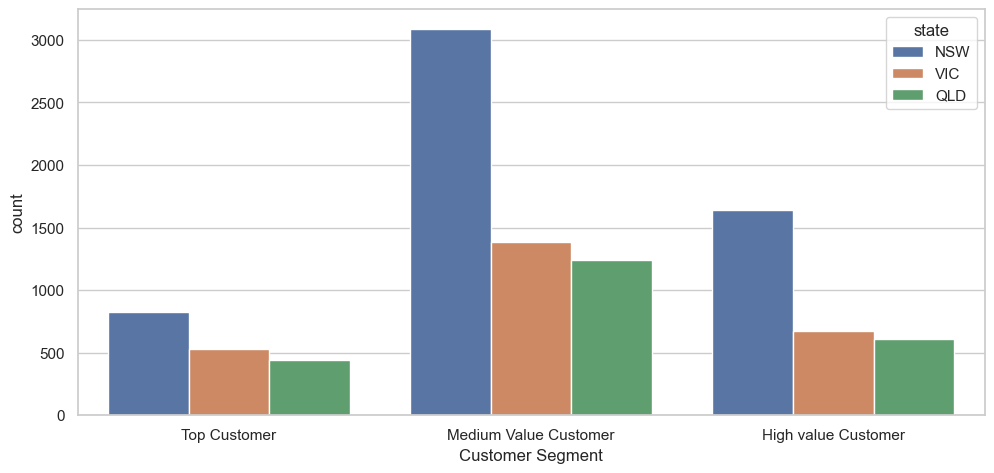 state
NSW
VIC
QLD
3000
2500
2000
1500
1000
500
0
count
Top Customer
Medium Value Customer
High value Customer
Customer Segment